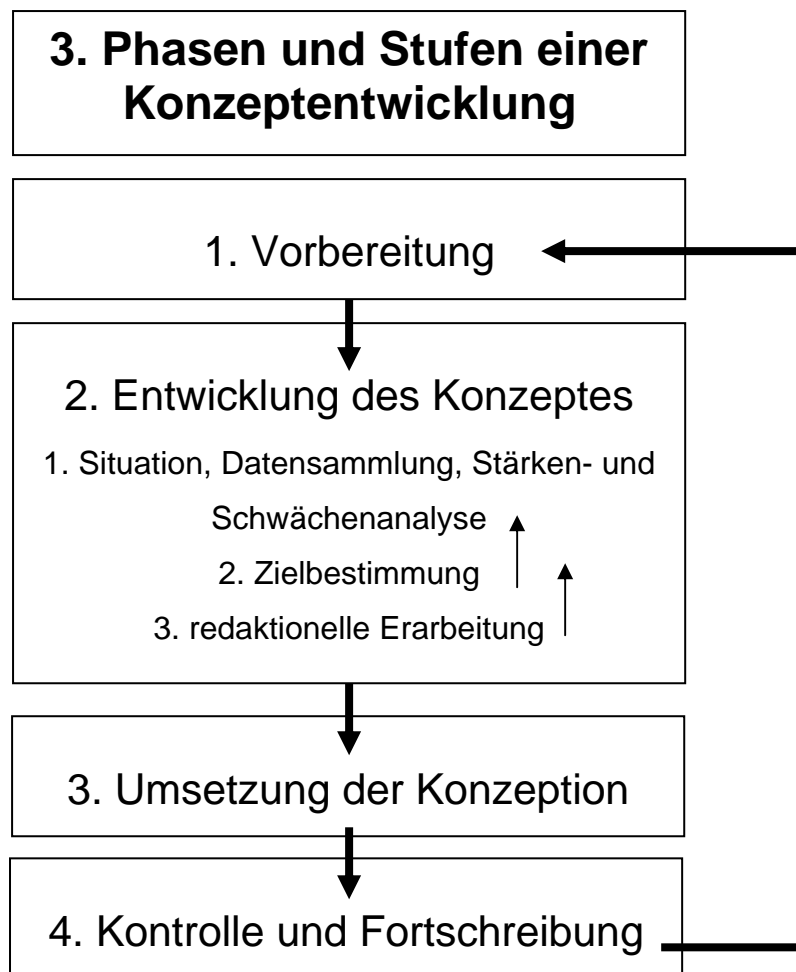 3. Phasen und Stufen einer
Konzeptentwicklung
1. Vorbereitung
2. Entwicklung des Konzeptes
1. Situation, Datensammlung, Stärken- und
Schwächenanalyse
2. Zielbestimmung
3. redaktionelle Erarbeitung
3. Umsetzung der Konzeption
4. Kontrolle und Fortschreibung